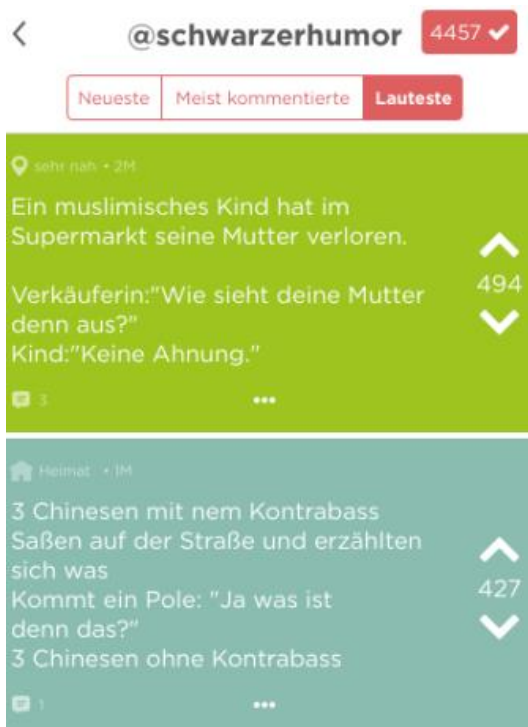 @schwarzerhumor
4457
Neueste
Meist kommentierte
Lauteste
sehr nah • 2M
Ein muslimisches Kind hat im
Supermarkt seine Mutter verloren.
Verkäuferin:"Wie sieht deine Mutter
denn aus?"
Kind:"Keine Ahnung."
494
3
Heimat • 1M
3 Chinesen mit nem Kontrabass
Saßen auf der Straße und erzählten
sich was
Kommt ein Pole: "Ja was ist
denn das?"
3 Chinesen ohne Kontrabass
427
1